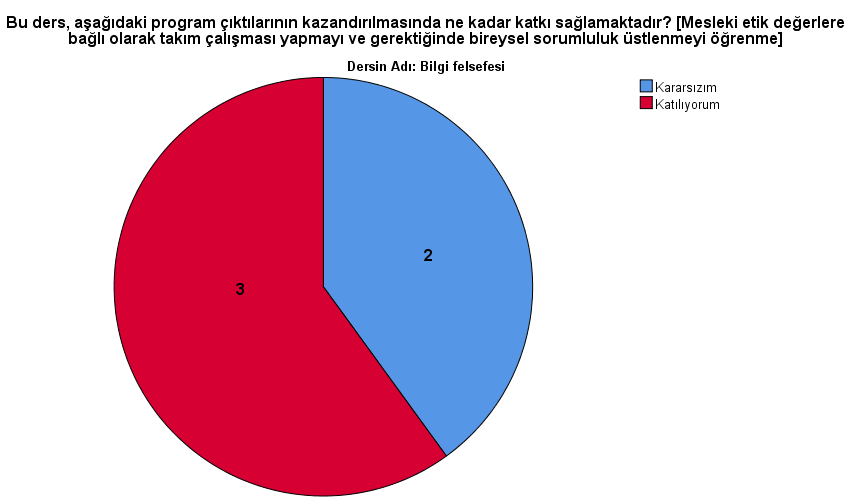 Bu ders, aşağıdaki program çıktılarının kazandırılmasında ne kadar katkı sağlamaktadır? [Mesleki etik değerlere
bağlı olarak takım çalışması yapmayı ve gerektiğinde bireysel sorumluluk üstlenmeyi öğrenme]
Dersin Adı: Bilgi felsefesi
Kararsızım
Katılıyorum
2
3